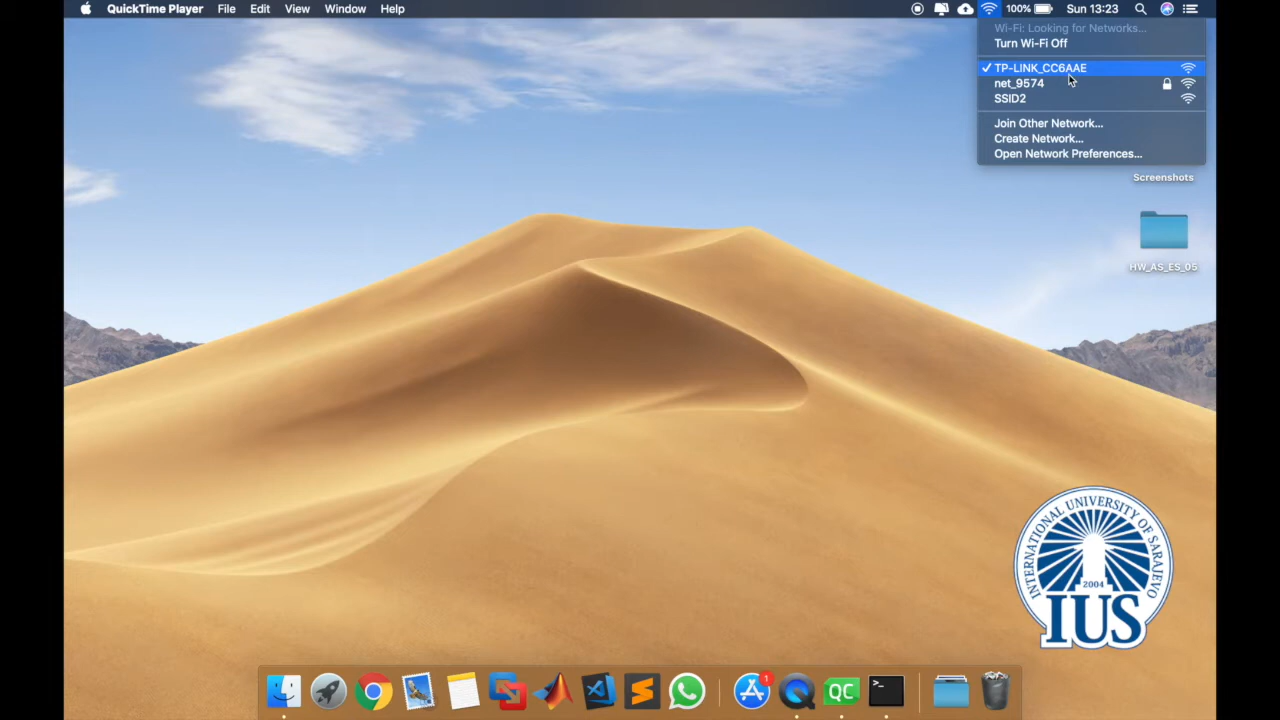 QuickTime Player File Edit View Window Help 100% Sun 13:23
Wi-Fi: Looking for Networks...
Turn Wi-Fi Off
TP-LINK_CC6AAE
net_9574
SSID2
Join Other Network...
Create Network...
Open Network Preferences...
Screenshots
HW_AS_ES_05
INTERNATIONAL UNIVERSITY OF SARAJEVO
2004
IUS
1
QC
>_